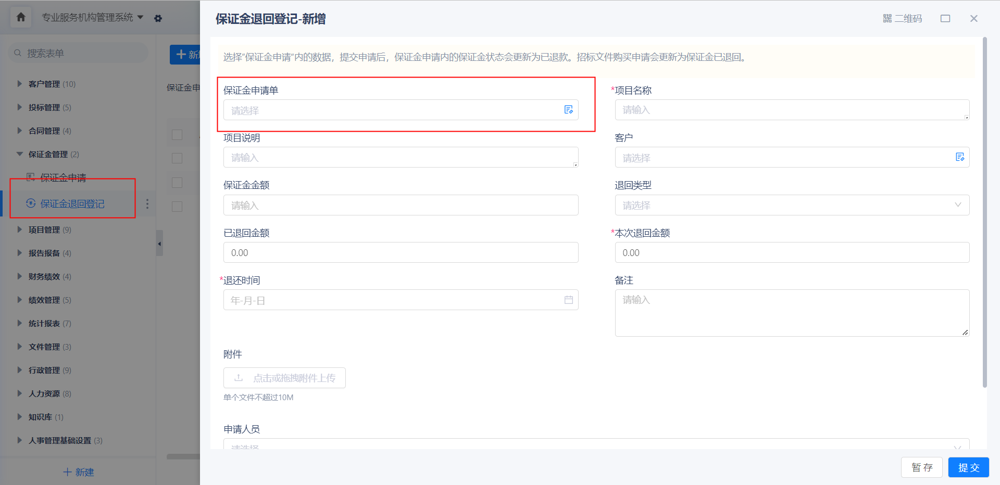 专业服务机构管理系统
搜索表单
客户管理 (10)
投标管理 (5)
合同管理 (4)
保证金管理 (2)
保证金申请
保证金退回登记
项目管理 (9)
报告报备 (4)
财务绩效 (4)
绩效管理 (5)
统计报表 (7)
文件管理 (3)
行政管理 (9)
人力资源 (8)
知识库 (1)
人事管理基础设置 (3)
新建
保证金申
保证金退回登记-新增
二维码
选择"保证金申请"内的数据，提交申请后，保证金申请内的保证金状态会更新为已退款。招标文件购买申请会更新为保证金已退回。
保证金申请单
请选择
*项目名称
请输入
项目说明
请输入
客户
请选择
保证金金额
请输入
退回类型
请选择
已退回金额
0.00
*本次退回金额
0.00
*退还时间
年-月-日
备注
请输入
附件
点击或拖拽附件上传
单个文件不超过10M
申请人员
请选择
暂存
提交